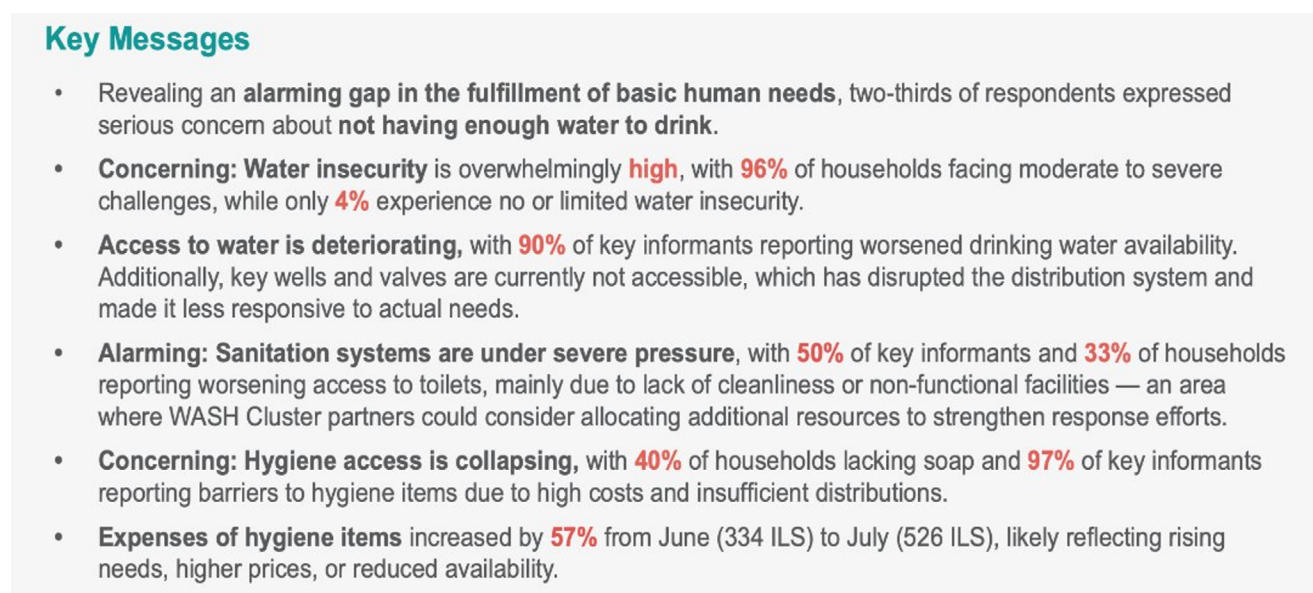 Key Messages
• Revealing an alarming gap in the fulfillment of basic human needs, two-thirds of respondents expressed
serious concern about not having enough water to drink.
• Concerning: Water insecurity is overwhelmingly high, with 96% of households facing moderate to severe
challenges, while only 4% experience no or limited water insecurity.
• Access to water is deteriorating, with 90% of key informants reporting worsened drinking water availability.
Additionally, key wells and valves are currently not accessible, which has disrupted the distribution system and
made it less responsive to actual needs.
• Alarming: Sanitation systems are under severe pressure, with 50% of key informants and 33% of households
reporting worsening access to toilets, mainly due to lack of cleanliness or non-functional facilities — an area
where WASH Cluster partners could consider allocating additional resources to strengthen response efforts.
• Concerning: Hygiene access is collapsing, with 40% of households lacking soap and 97% of key informants
reporting barriers to hygiene items due to high costs and insufficient distributions.
• Expenses of hygiene items increased by 57% from June (334 ILS) to July (526 ILS), likely reflecting rising
needs, higher prices, or reduced availability.